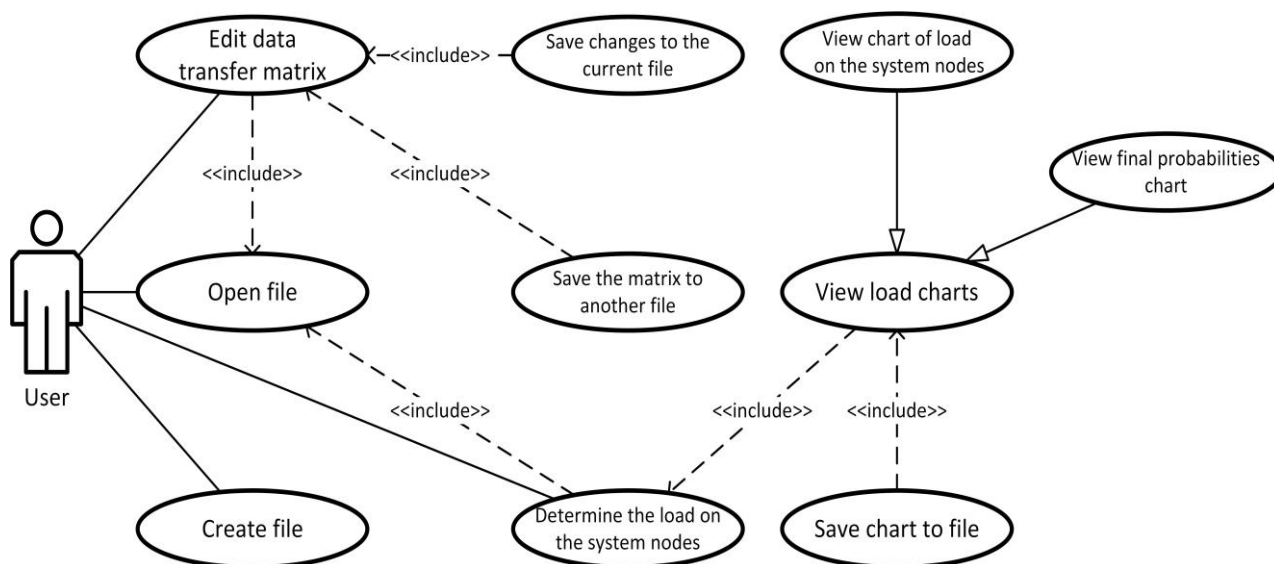 Edit data
transfer matrix
<<include>>
Save changes to the
current file
View chart of load
on the system nodes
<<include>>
<<include>>
View final probabilities
chart
Open file
Save the matrix to
another file
View load charts
User
<<include>>
<<include>>
<<include>>
Create file
Determine the load on
the system nodes
Save chart to file